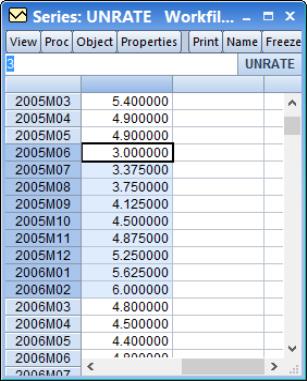 Series: UNRATE Workfil...
View Proc Object Properties Print Name Freeze
3 UNRATE
2005M03 5.400000
2005M04 4.900000
2005M05 4.900000
2005M06 3.000000
2005M07 3.375000
2005M08 3.750000
2005M09 4.125000
2005M10 4.500000
2005M11 4.875000
2005M12 5.250000
2006M01 5.625000
2006M02 6.000000
2006M03 4.800000
2006M04 4.500000
2006M05 4.400000
2006M06 4.800000
2006M07